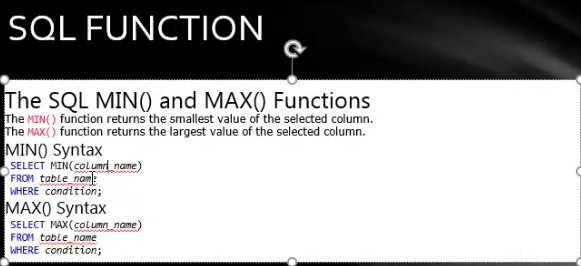 SQL FUNCTION
The SQL MIN() and MAX() Functions
The MIN() function returns the smallest value of the selected column.
The MAX() function returns the largest value of the selected column.
MIN() Syntax
SELECT MIN(column_name)
FROM table_name
WHERE condition;
MAX() Syntax
SELECT MAX(column_name)
FROM table_name
WHERE condition;